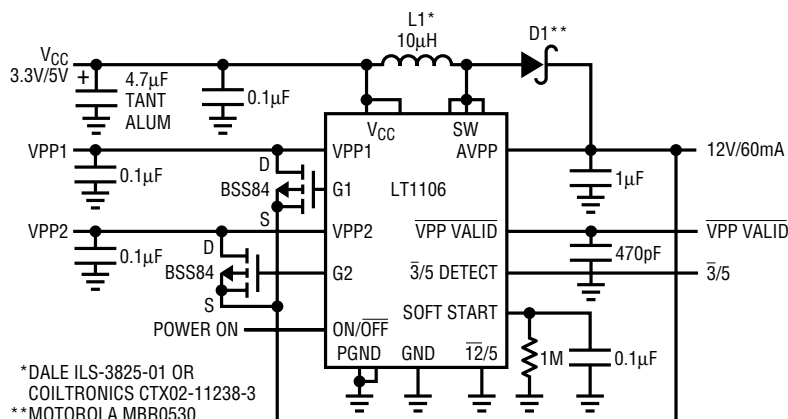 L1*
10µH
D1**
VCC
3.3V/5V
+
4.7µF
TANT
ALUM
0.1µF
VCC
SW
VPP1
VPP1
AVPP
12V/60mA
0.1µF
D
BSS84
G1
LT1106
1µF
S
VPP2
VPP2
VPP VALID
VPP VALID
0.1µF
D
BSS84
G2
3/5 DETECT
470pF
3/5
S
SOFT START
POWER ON
ON/OFF
PGND
GND
12/5
1M
0.1µF
*DALE ILS-3825-01 OR
COILTRONICS CTX02-11238-3
**MOTOROLA MBR0530